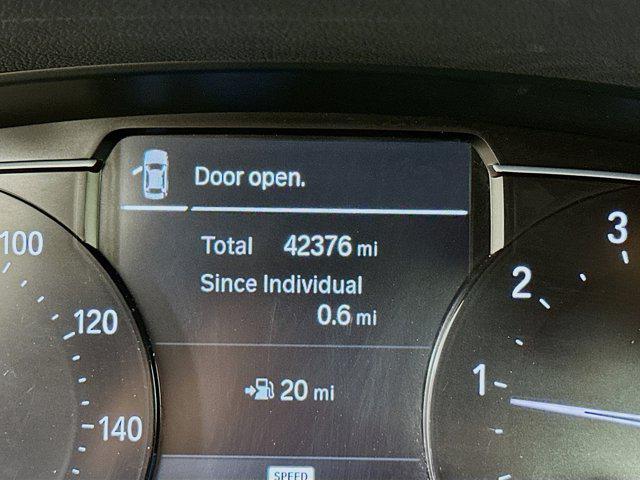 Door open.
Total 42376 mi
Since Individual
0.6 mi
20 mi
SPEED
100
120
140
3
2
1